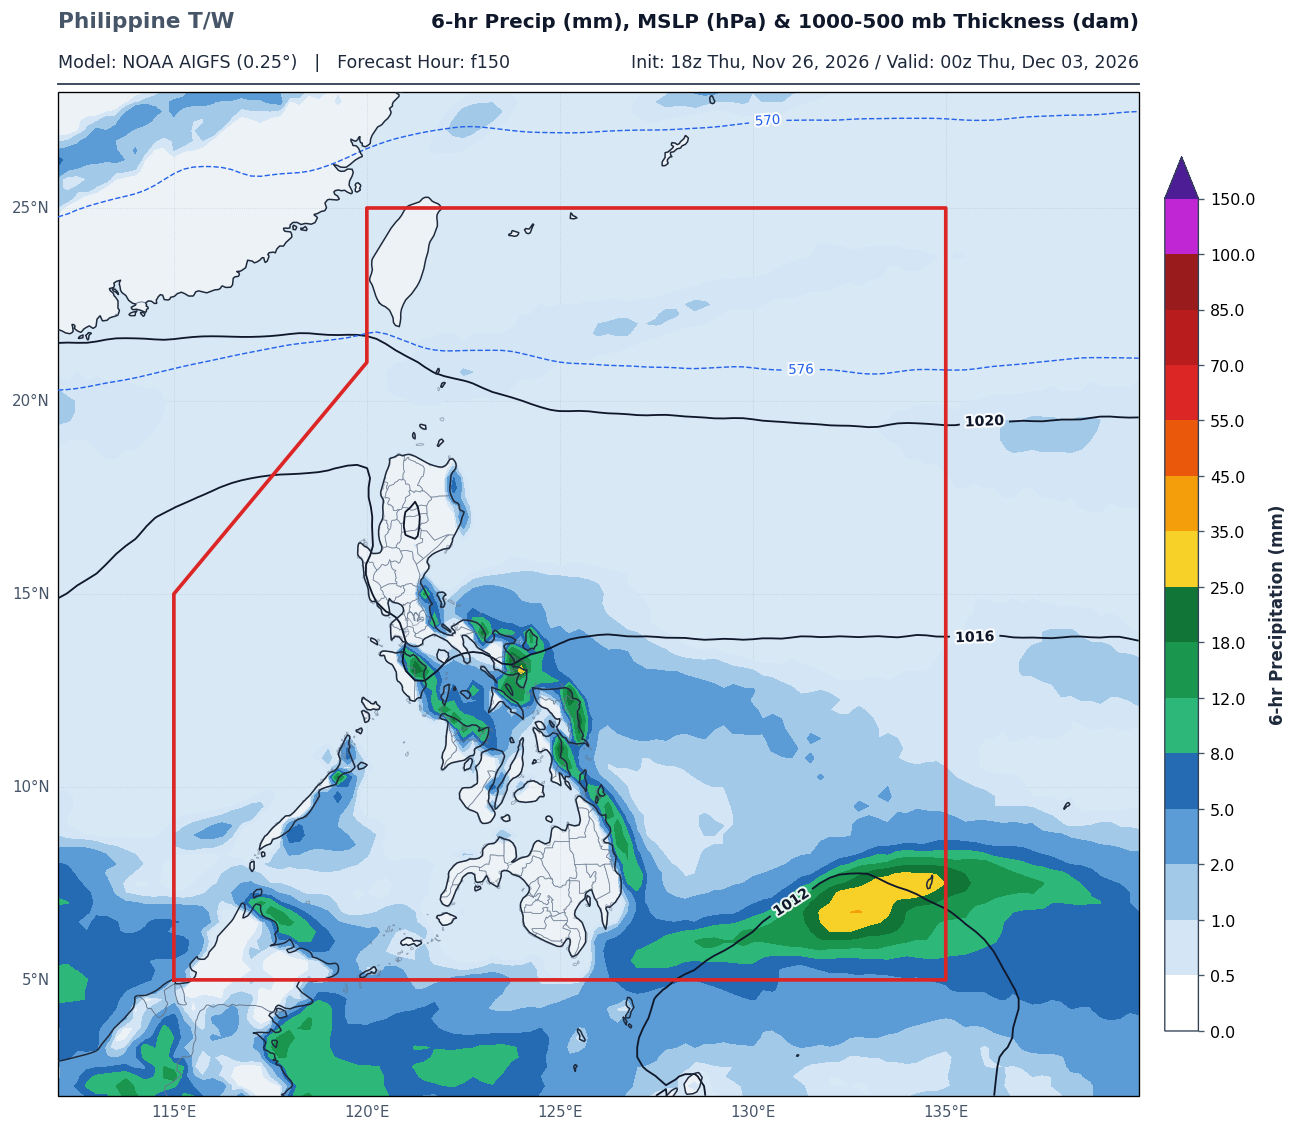 Philippine T/W
6-hr Precip (mm), MSLP (hPa) & 1000-500 mb Thickness (dam)
Model: NOAA AIGFS (0.25°) | Forecast Hour: f150
Init: 18z Thu, Nov 26, 2026 / Valid: 00z Thu, Dec 03, 2026
570
25°N
576
20°N
1020
15°N
1016
10°N
1012
5°N
115°E
120°E
125°E
130°E
135°E
150.0
100.0
85.0
70.0
55.0
45.0
35.0
25.0
18.0
12.0
8.0
5.0
2.0
1.0
0.5
0.0
6-hr Precipitation (mm)